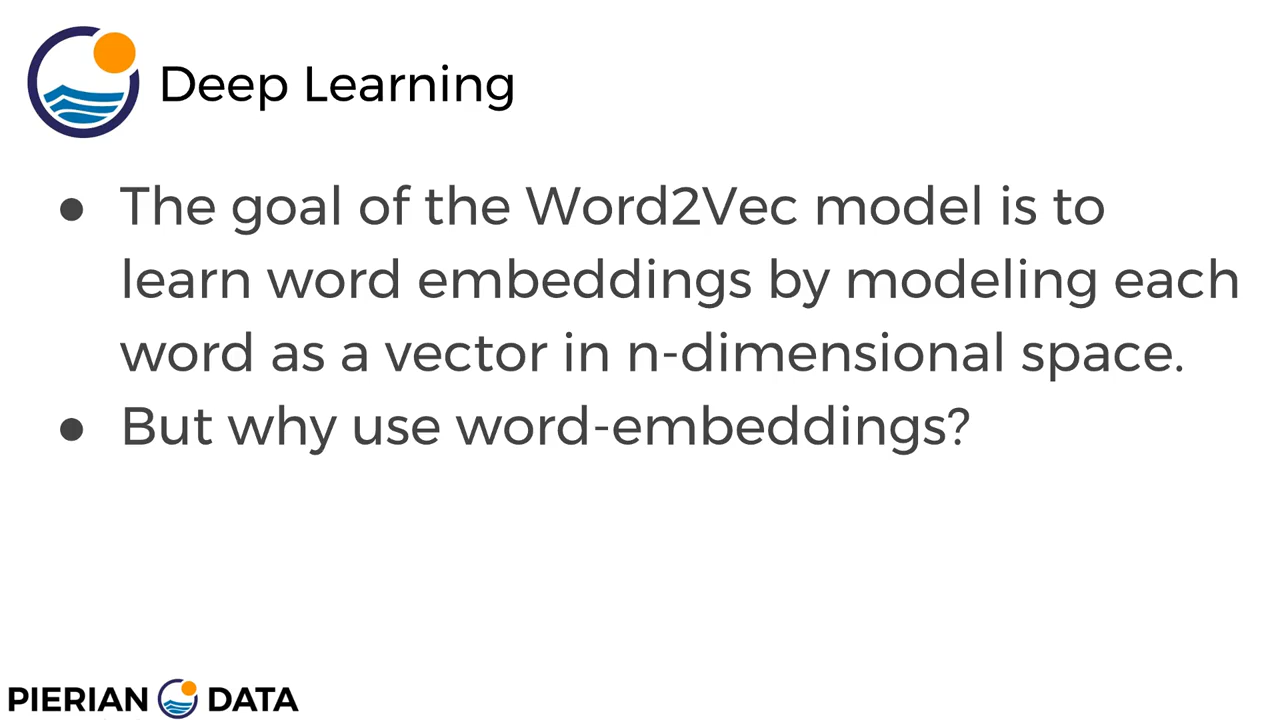 Deep Learning
● The goal of the Word2Vec model is to
learn word embeddings by modeling each
word as a vector in n-dimensional space.
● But why use word-embeddings?
PIERIAN DATA